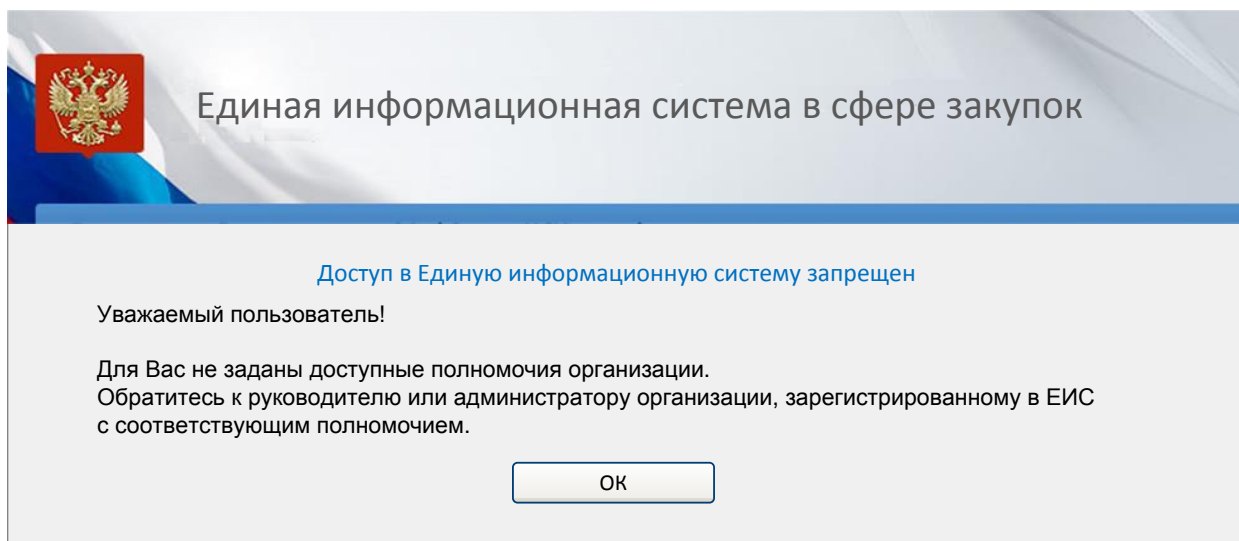 Единая информационная система в сфере закупок
Доступ в Единую информационную систему запрещен
Уважаемый пользователь!
Для Вас не заданы доступные полномочия организации.
Обратитесь к руководителю или администратору организации, зарегистрированному в ЕИС
с соответствующим полномочием.
ОК